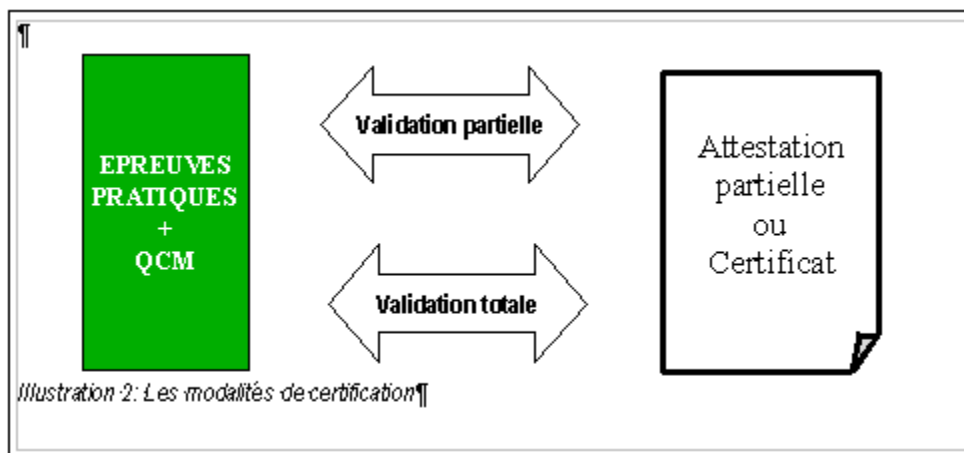 ¶
EPREUVES
PRATIQUES
+
QCM
Validation partielle
Validation totale
Attestation
partielle
ou
Certificat
Illustration·2:·Les·modalités·de·certification¶